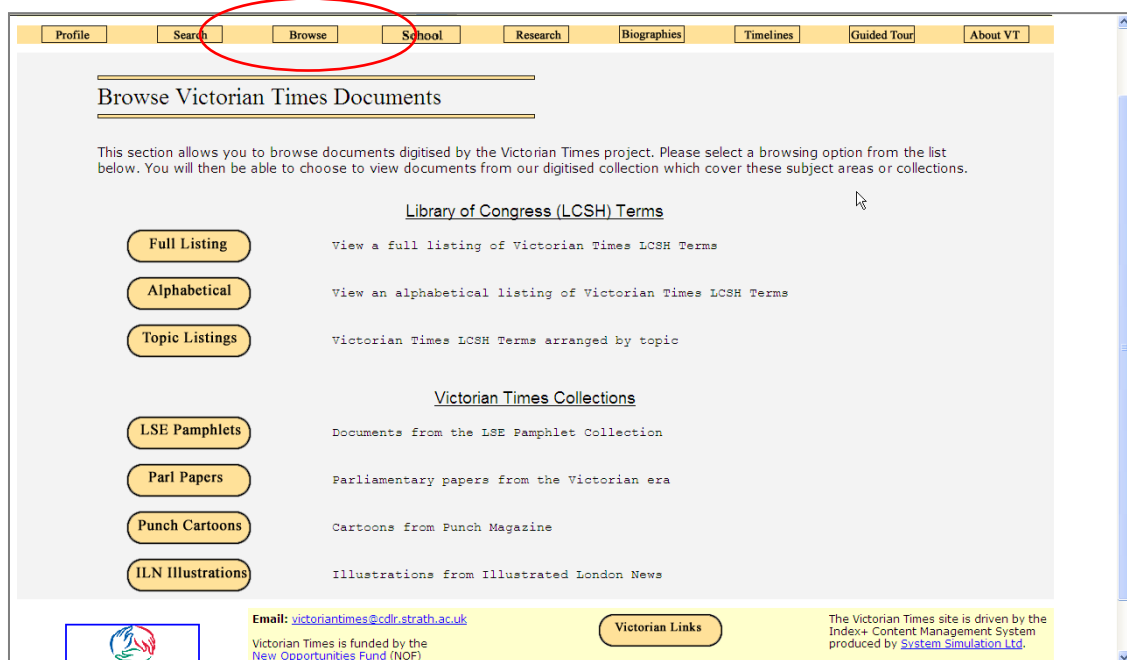 Profile Search Browse School Research Biographies Timelines Guided Tour About VT
Browse Victorian Times Documents
This section allows you to browse documents digitised by the Victorian Times project. Please select a browsing option from the list
below. You will then be able to choose to view documents from our digitised collection which cover these subject areas or collections.
Library of Congress (LCSH) Terms
Full Listing View a full listing of Victorian Times LCSH Terms
Alphabetical View an alphabetical listing of Victorian Times LCSH Terms
Topic Listings Victorian Times LCSH Terms arranged by topic
Victorian Times Collections
LSE Pamphlets Documents from the LSE Pamphlet Collection
Parl Papers Parliamentary papers from the Victorian era
Punch Cartoons Cartoons from Punch Magazine
ILN Illustrations Illustrations from Illustrated London News
Email: victoriantimes@cdlr.strath.ac.uk
Victorian Times is funded by the
New Opportunities Fund (NOF)
Victorian Links
The Victorian Times site is driven by the
Index+ Content Management System
produced by System Simulation Ltd.